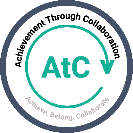 Achievement Through Collaboration
AtC
Achieve, Belong, Collaborate